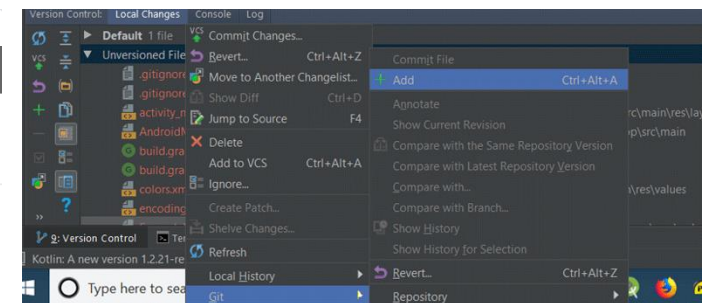 Version Control: Local Changes Console Log
Default 1 file
Unversioned File
.gitignore
.gitignore
activity_
build.gra
build.gra
colors.xm
encoding
9: Version Control
Kotlin: A new version 1.2.21-re
Type here to sea
Commit Changes...
Revert... Ctrl+Alt+Z
Move to Another Changelist...
Show Diff Ctrl+D
Jump to Source F4
Delete
Add to VCS Ctrl+Alt+A
Ignore...
Create Patch...
Shelve Changes...
Refresh
Local History
Git
Commit File
Add Ctrl+Alt+A
Annotate
Show Current Revision
Compare with the Same Repository Version
Compare with Latest Repository Version
Compare with...
Compare with Branch...
Show History
Show History for Selection
Revert... Ctrl+Alt+Z
Repository
rc\main\res\lay
p\src\main
\res\values